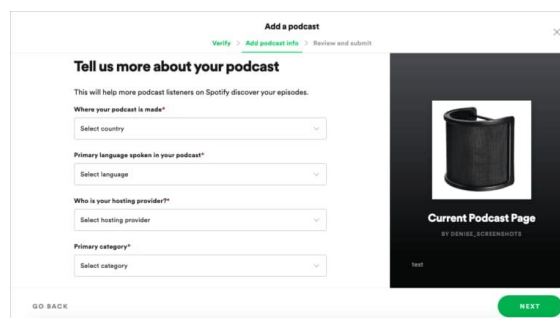 Add a podcast
Verify > Add podcast info > Review and submit
Tell us more about your podcast
This will help more podcast listeners on Spotify discover your episodes.
Where your podcast is made*
Select country
Primary language spoken in your podcast*
Select language
Who is your hosting provider?*
Select hosting provider
Primary category*
Select category
Current Podcast Page
BY DENISE_SCREENSHOTS
test
GO BACK
NEXT